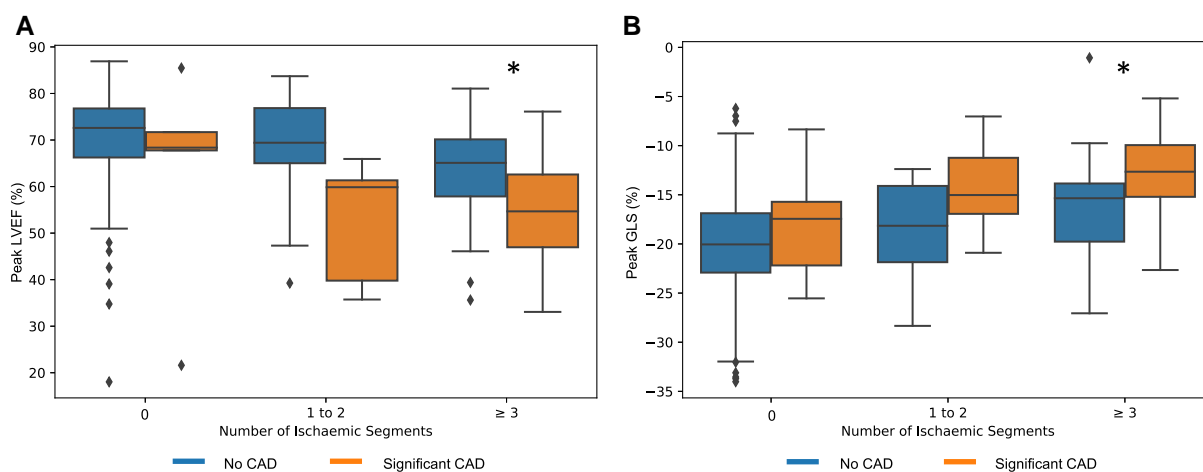 A
Peak LVEF (%)
90
80
70
60
50
40
30
20
*
0
1 to 2
≥ 3
Number of Ischaemic Segments
No CAD
Significant CAD
B
Peak GLS (%)
0
−5
−10
−15
−20
−25
−30
−35
*
0
1 to 2
≥ 3
Number of Ischaemic Segments
No CAD
Significant CAD